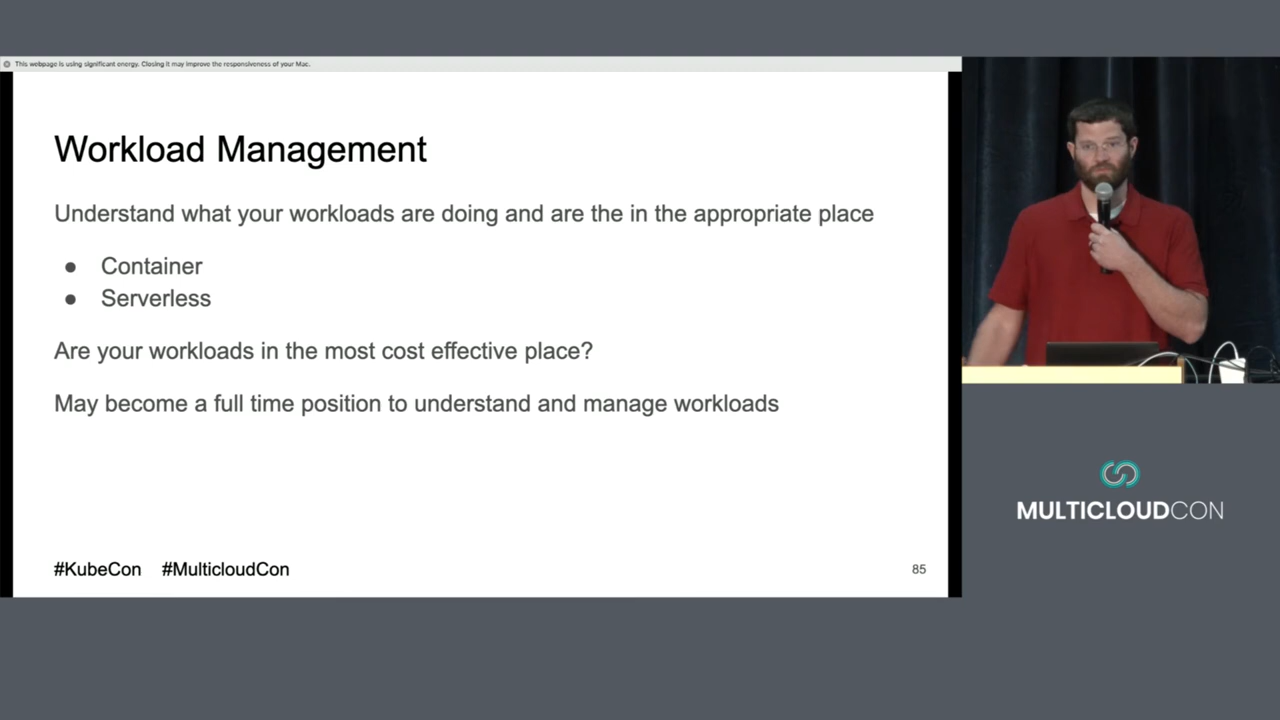 This webpage is using significant energy. Closing it may improve the responsiveness of your Mac.
Workload Management
Understand what your workloads are doing and are the in the appropriate place
● Container
● Serverless
Are your workloads in the most cost effective place?
May become a full time position to understand and manage workloads
#KubeCon #MulticloudCon
85
MULTICLOUDCON